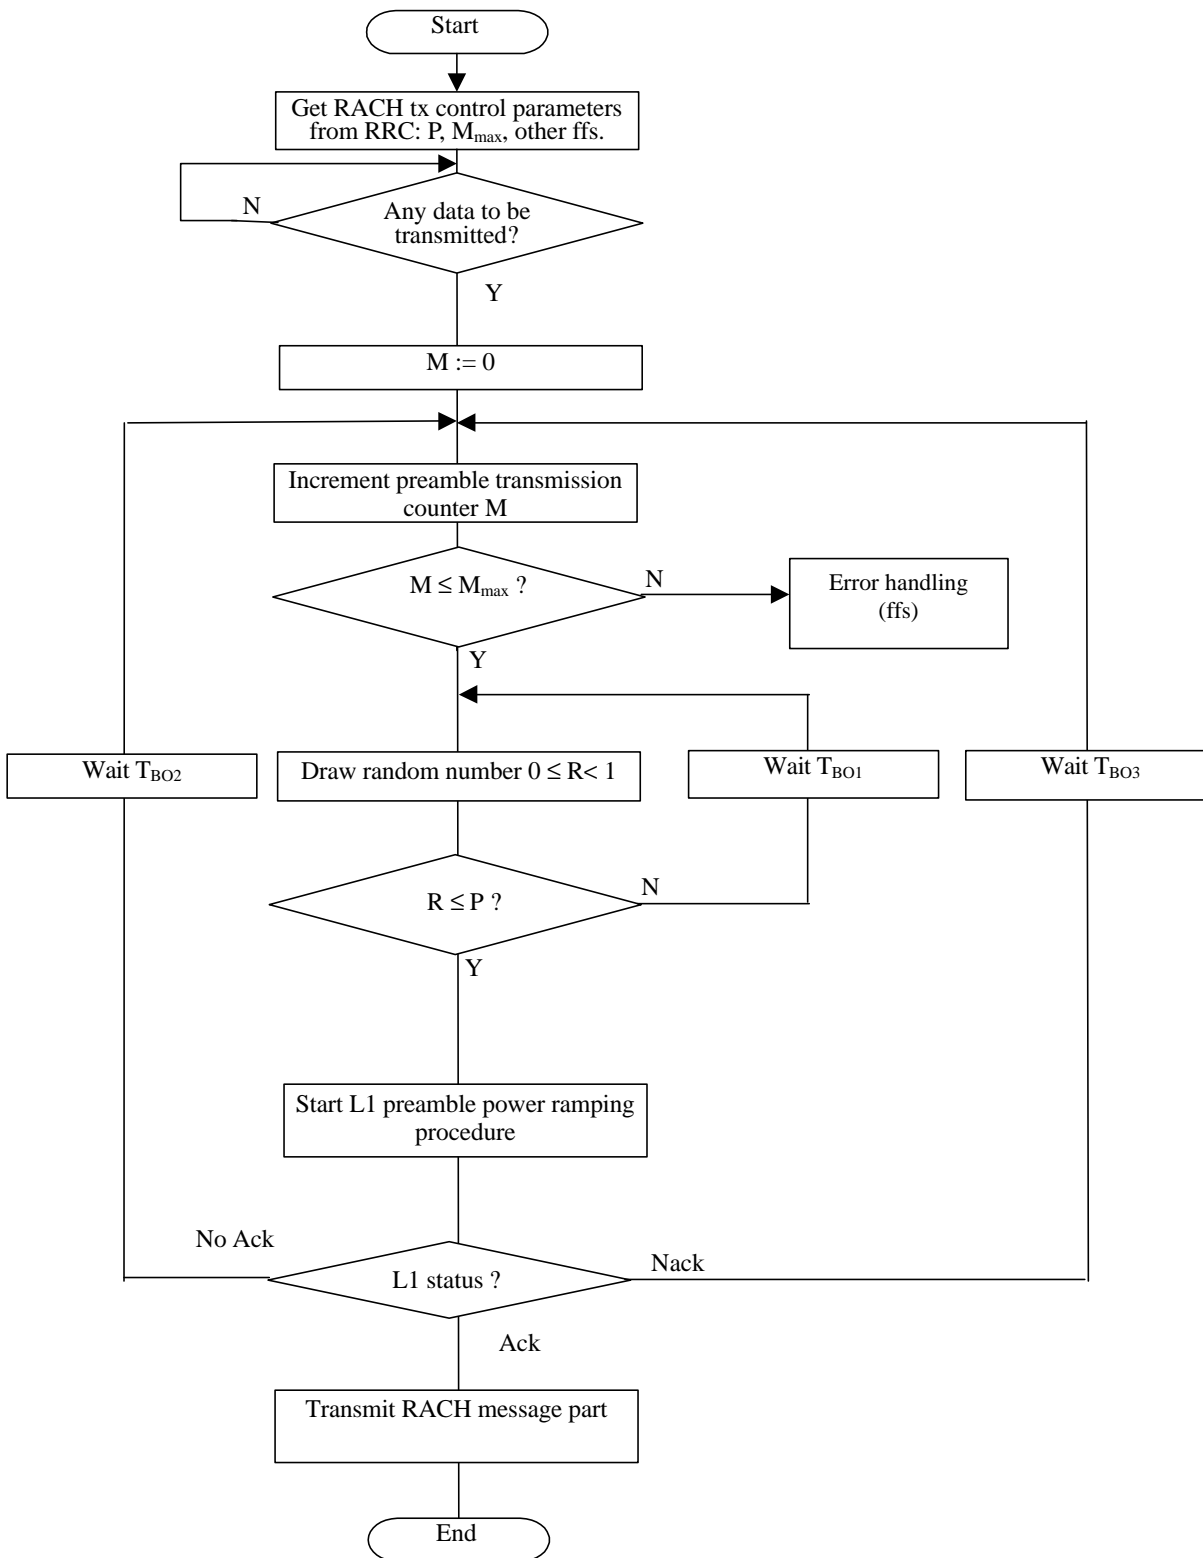 Start
Get RACH tx control parameters
from RRC: P, Mmax, other ffs.
N
Any data to be
transmitted?
Y
M := 0
Increment preamble transmission
counter M
M ≤ Mmax ?
N
Error handling
(ffs)
Y
Wait TBO2
Draw random number 0 ≤ R< 1
Wait TBO1
Wait TBO3
R ≤ P ?
N
Y
Start L1 preamble power ramping
procedure
No Ack
L1 status ?
Nack
Ack
Transmit RACH message part
End